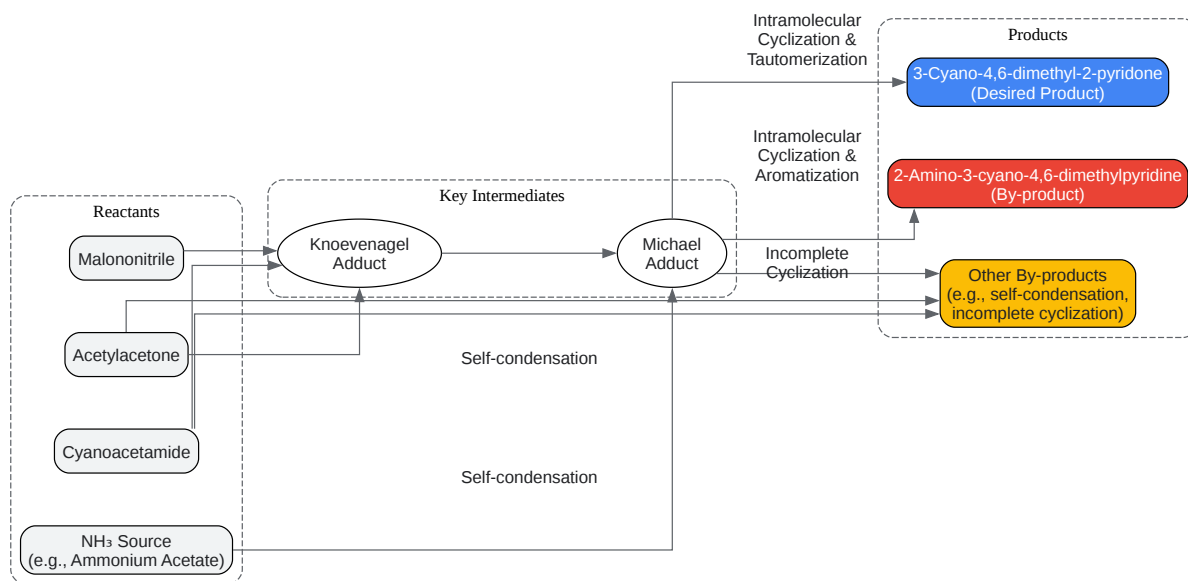 Intramolecular
Cyclization &
Tautomerization
Products
3-Cyano-4,6-dimethyl-2-pyridone
(Desired Product)
Intramolecular
Cyclization &
Aromatization
2-Amino-3-cyano-4,6-dimethylpyridine
(By-product)
Key Intermediates
Reactants
Malononitrile
Knoevenagel
Adduct
Michael
Adduct
Incomplete
Cyclization
Other By-products
(e.g., self-condensation,
incomplete cyclization)
Acetylacetone
Self-condensation
Cyanoacetamide
Self-condensation
NH₃ Source
(e.g., Ammonium Acetate)